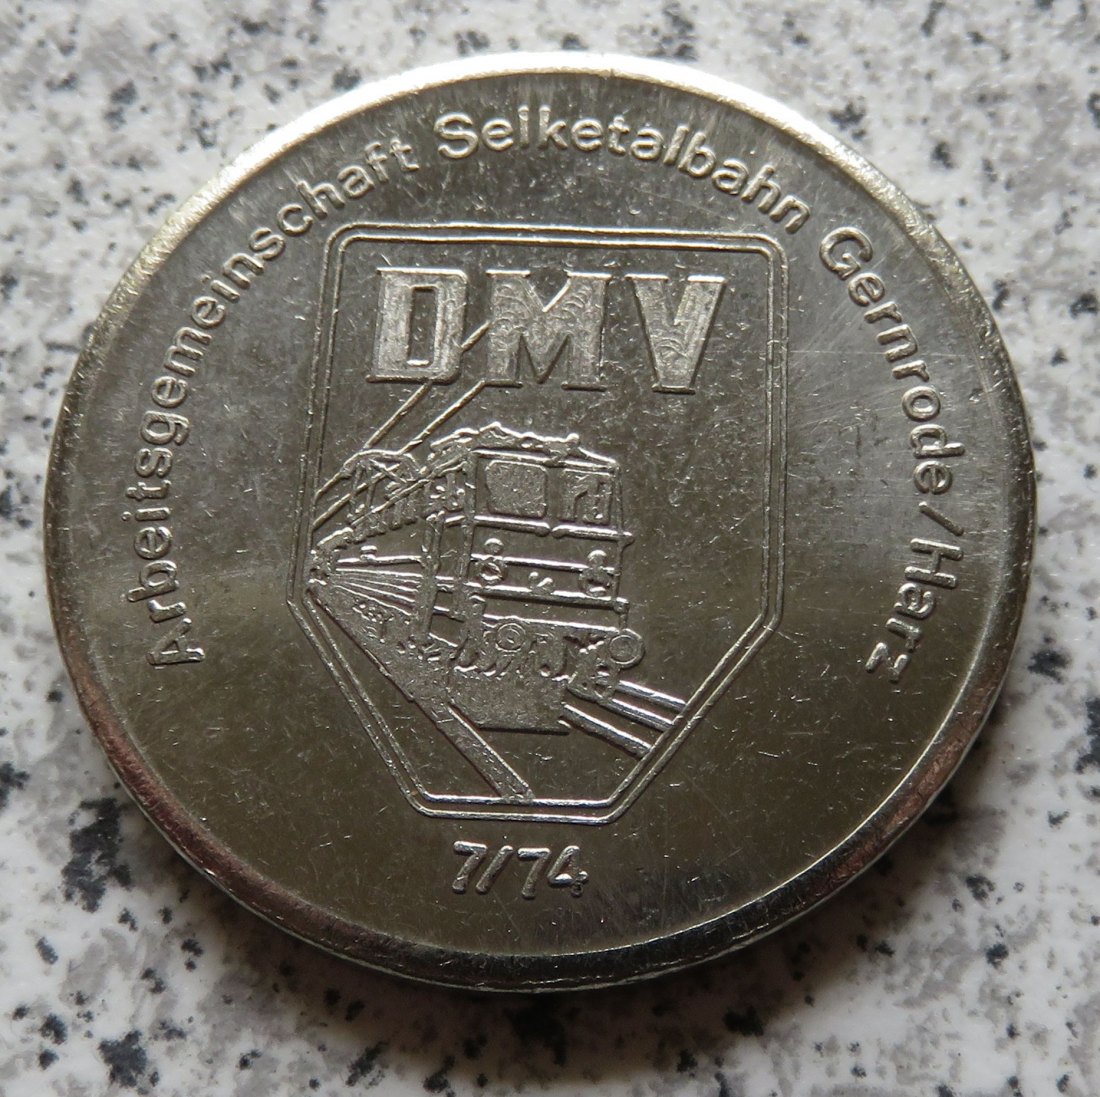 Arbeitsgemeinschaft Selketalbahn Gernrode/Harz
DMV
7/74